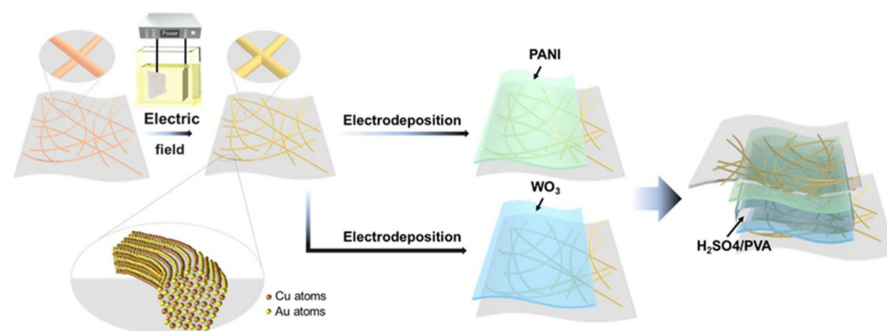 Power
Electric
field
Electrodeposition
PANI
Electrodeposition
WO₃
H₂SO4/PVA
Cu atoms
Au atoms